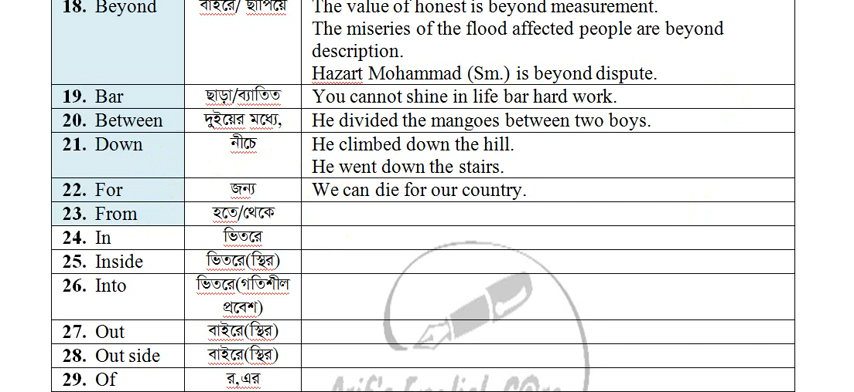 18. Beyond বাইরে/ ছাপিয়ে The value of honest is beyond measurement.
The miseries of the flood affected people are beyond
description.
Hazart Mohammad (Sm.) is beyond dispute.
19. Bar ছাড়া/ব্যাতিত You cannot shine in life bar hard work.
20. Between দুইয়ের মধ্যে, He divided the mangoes between two boys.
21. Down নীচে He climbed down the hill.
He went down the stairs.
22. For জন্য We can die for our country.
23. From হতে/থেকে
24. In ভিতরে
25. Inside ভিতরে(স্থির)
26. Into ভিতরে(গতিশীল
প্রবেশ)
27. Out বাইরে(স্থির)
28. Out side বাইরে(স্থির)
29. Of র,এর